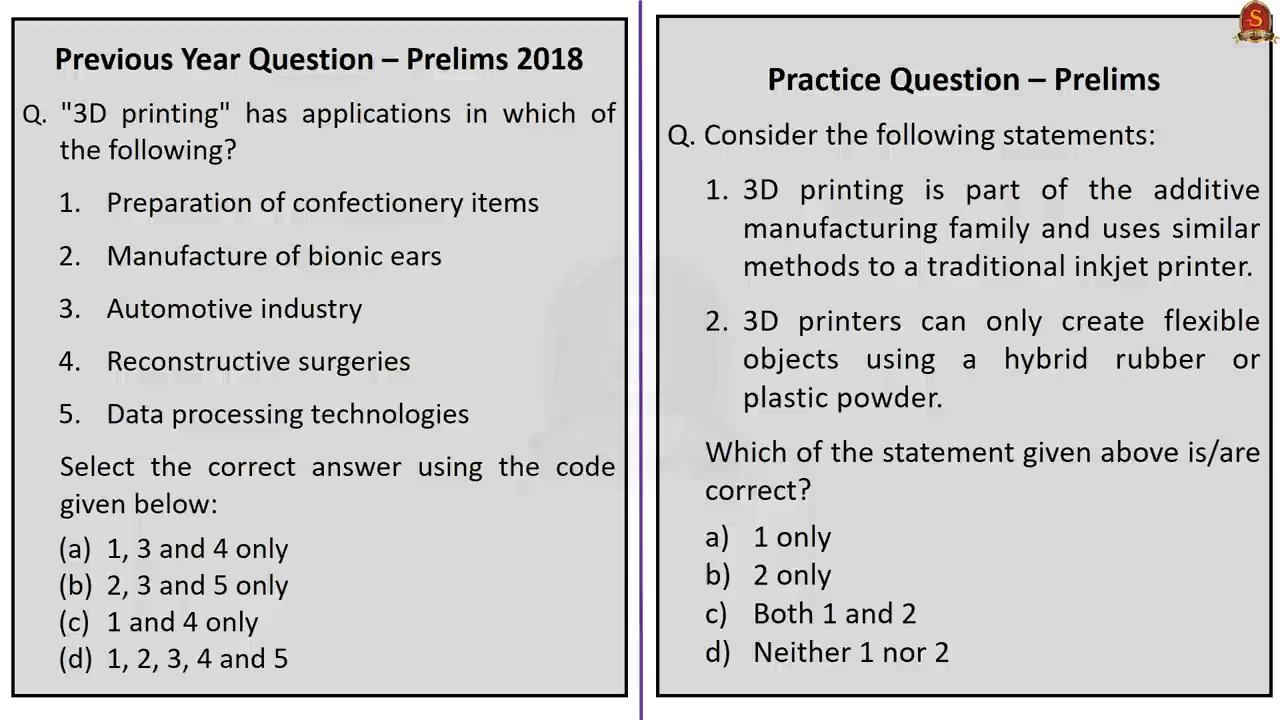 Previous Year Question – Prelims 2018
Q. "3D printing" has applications in which of
the following?
1. Preparation of confectionery items
2. Manufacture of bionic ears
3. Automotive industry
4. Reconstructive surgeries
5. Data processing technologies
Select the correct answer using the code
given below:
(a) 1, 3 and 4 only
(b) 2, 3 and 5 only
(c) 1 and 4 only
(d) 1, 2, 3, 4 and 5
Practice Question – Prelims
Q. Consider the following statements:
1. 3D printing is part of the additive
manufacturing family and uses similar
methods to a traditional inkjet printer.
2. 3D printers can only create flexible
objects using a hybrid rubber or
plastic powder.
Which of the statement given above is/are
correct?
a) 1 only
b) 2 only
c) Both 1 and 2
d) Neither 1 nor 2
S